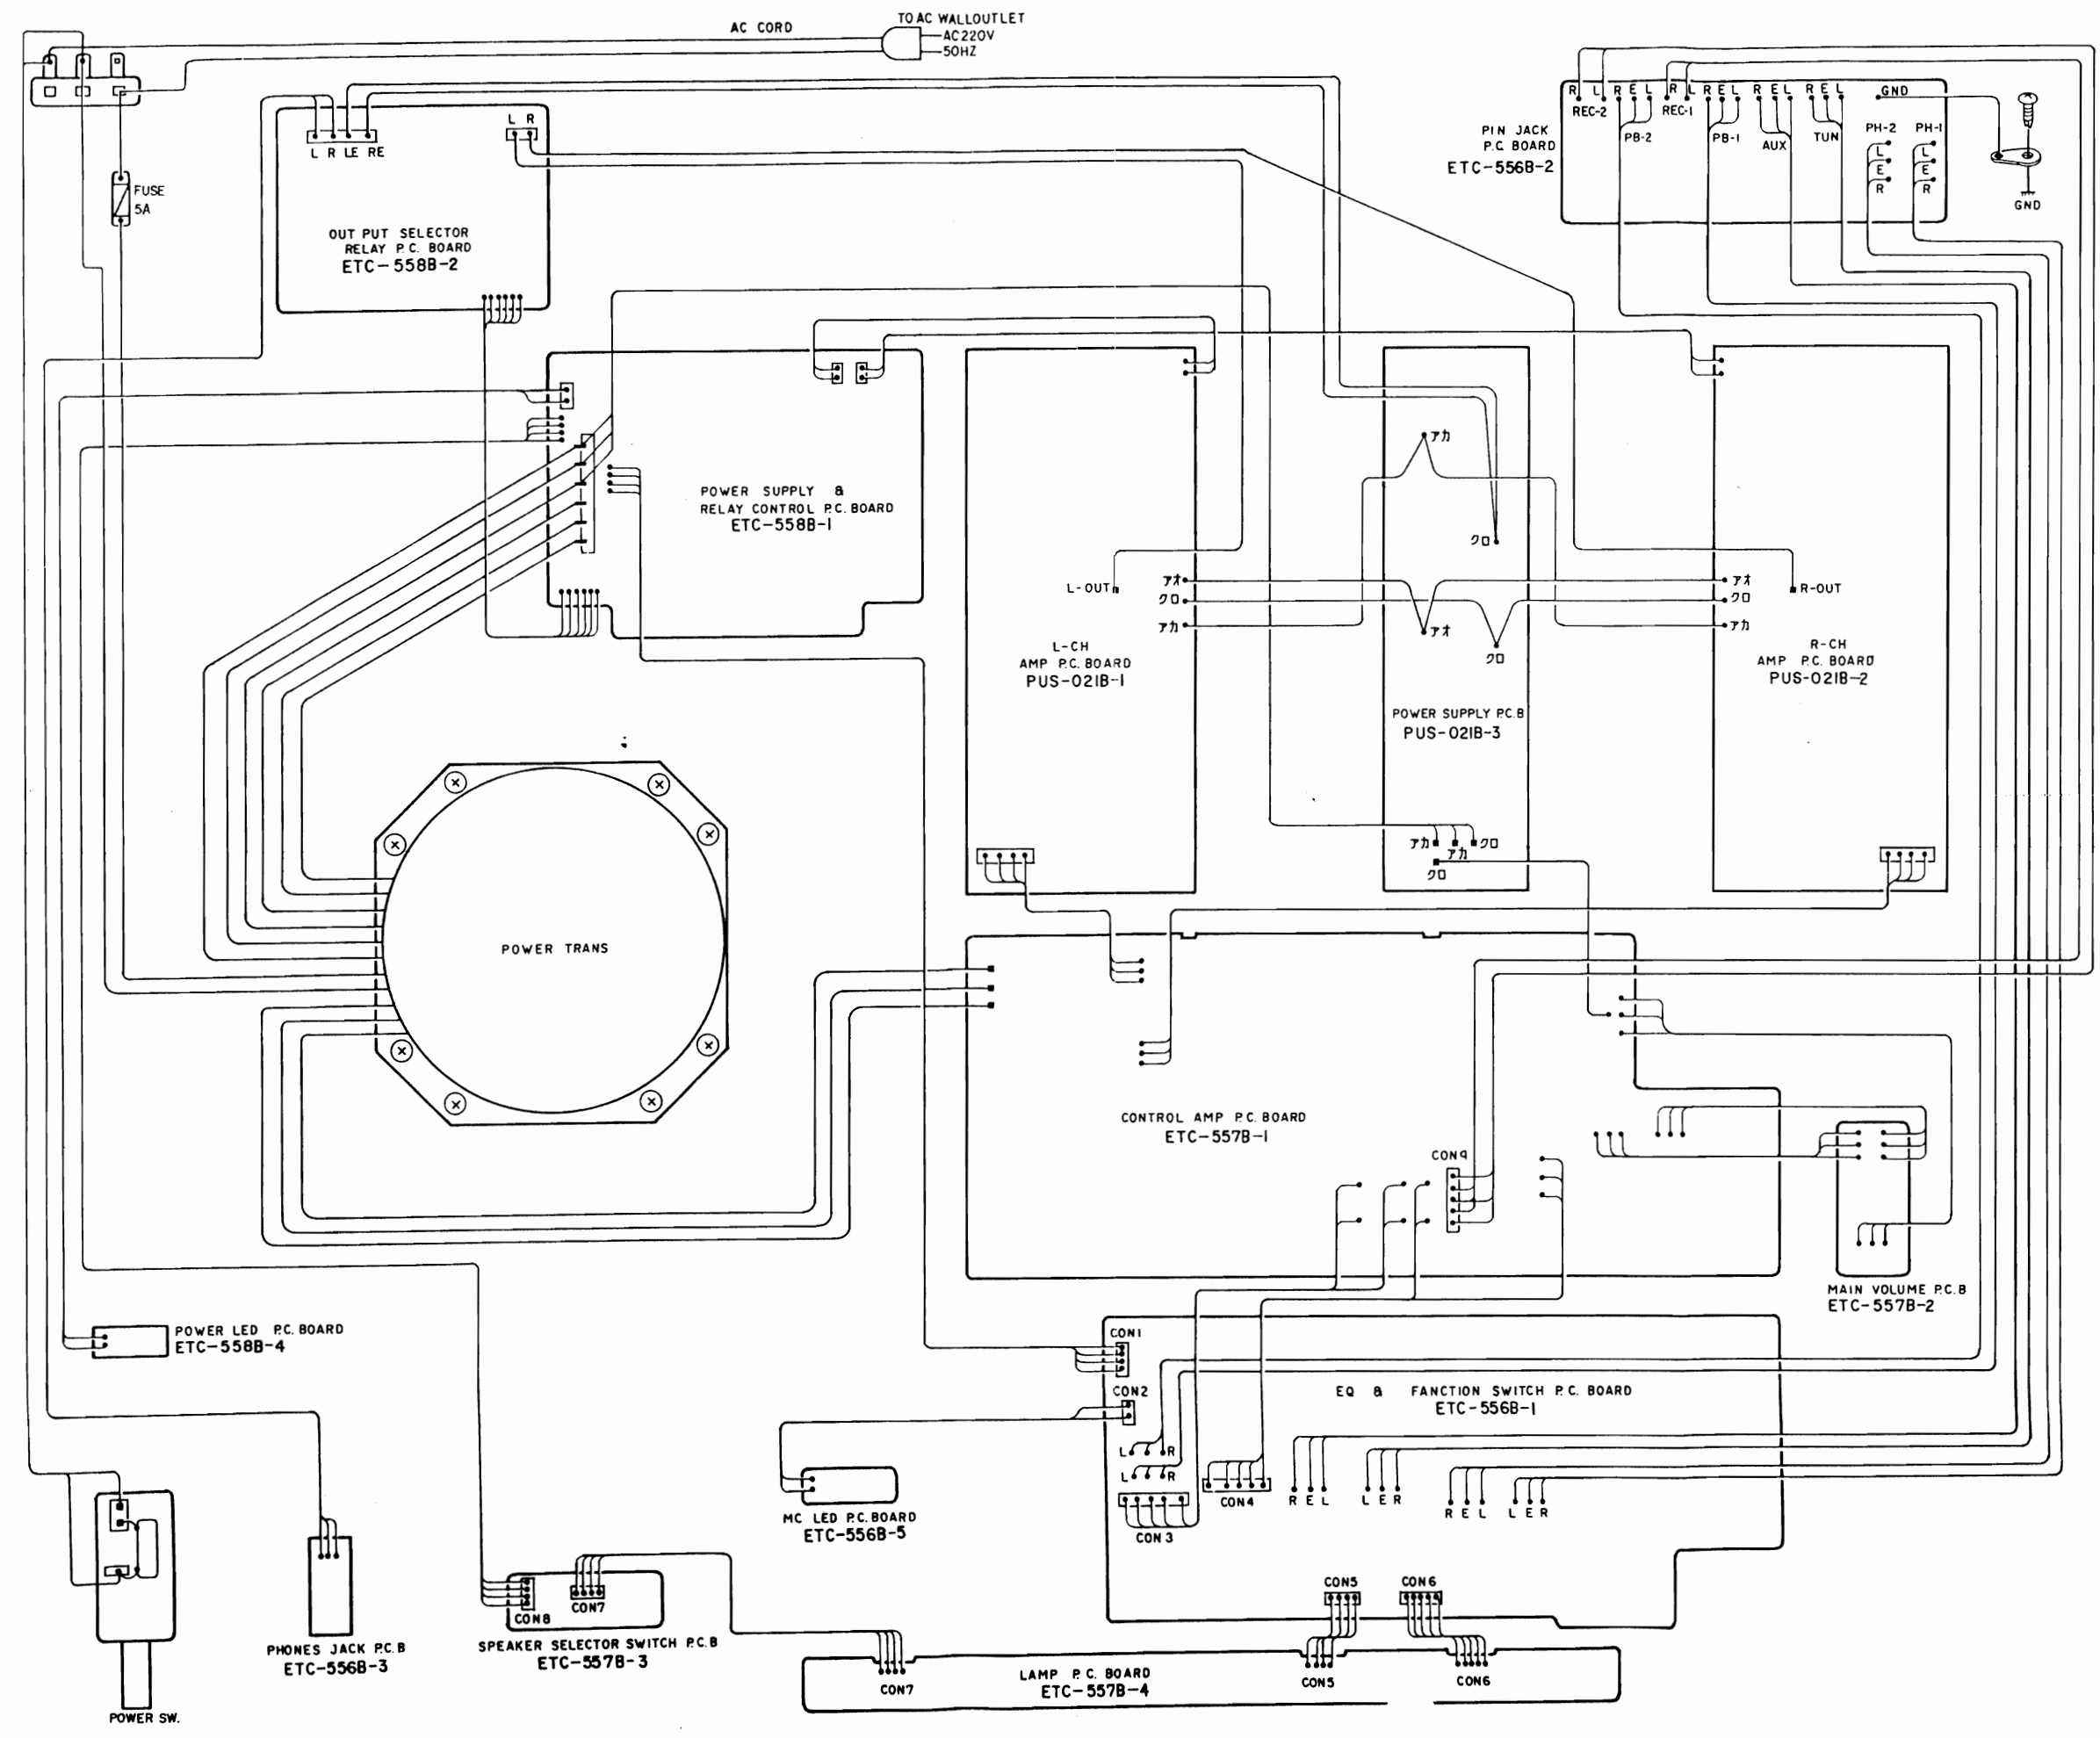 TO AC WALLOUTLET
AC CORD
AC220V
50HZ
FUSE
5A
L R LE RE
L R
OUT PUT SELECTOR
RELAY P.C. BOARD
ETC-558B-2
PIN JACK
P.C. BOARD
ETC-556B-2
R L R E L R L R E L R E L R E L
REC-2
REC-1
PB-2
PB-1
AUX
TUN
GND
PH-2
PH-1
L
E
R
L
E
R
GND
POWER SUPPLY &
RELAY CONTROL P.C. BOARD
ETC-558B-1
L-OUT
アオ
クロ
アカ
L-CH
AMP P.C. BOARD
PUS-021B-1
アカ
クロ
アオ
クロ
POWER SUPPLY P.C.B
PUS-021B-3
アカ
アカ
クロ
クロ
アオ
クロ
アカ
R-OUT
R-CH
AMP P.C. BOARD
PUS-021B-2
POWER TRANS
CONTROL AMP P.C. BOARD
ETC-557B-1
CON9
MAIN VOLUME P.C.B
ETC-557B-2
POWER LED P.C. BOARD
ETC-558B-4
CON1
CON2
EQ & FANCTION SWITCH P.C. BOARD
ETC-556B-1
L R
L R
CON4
CON3
R E L
L E R
R E L
L E R
MC LED P.C. BOARD
ETC-556B-5
CON5
CON6
CON7
CON8
SPEAKER SELECTOR SWITCH P.C.B
ETC-557B-3
PHONES JACK P.C.B
ETC-556B-3
POWER SW.
CON7
LAMP P.C. BOARD
ETC-557B-4
CON5
CON6